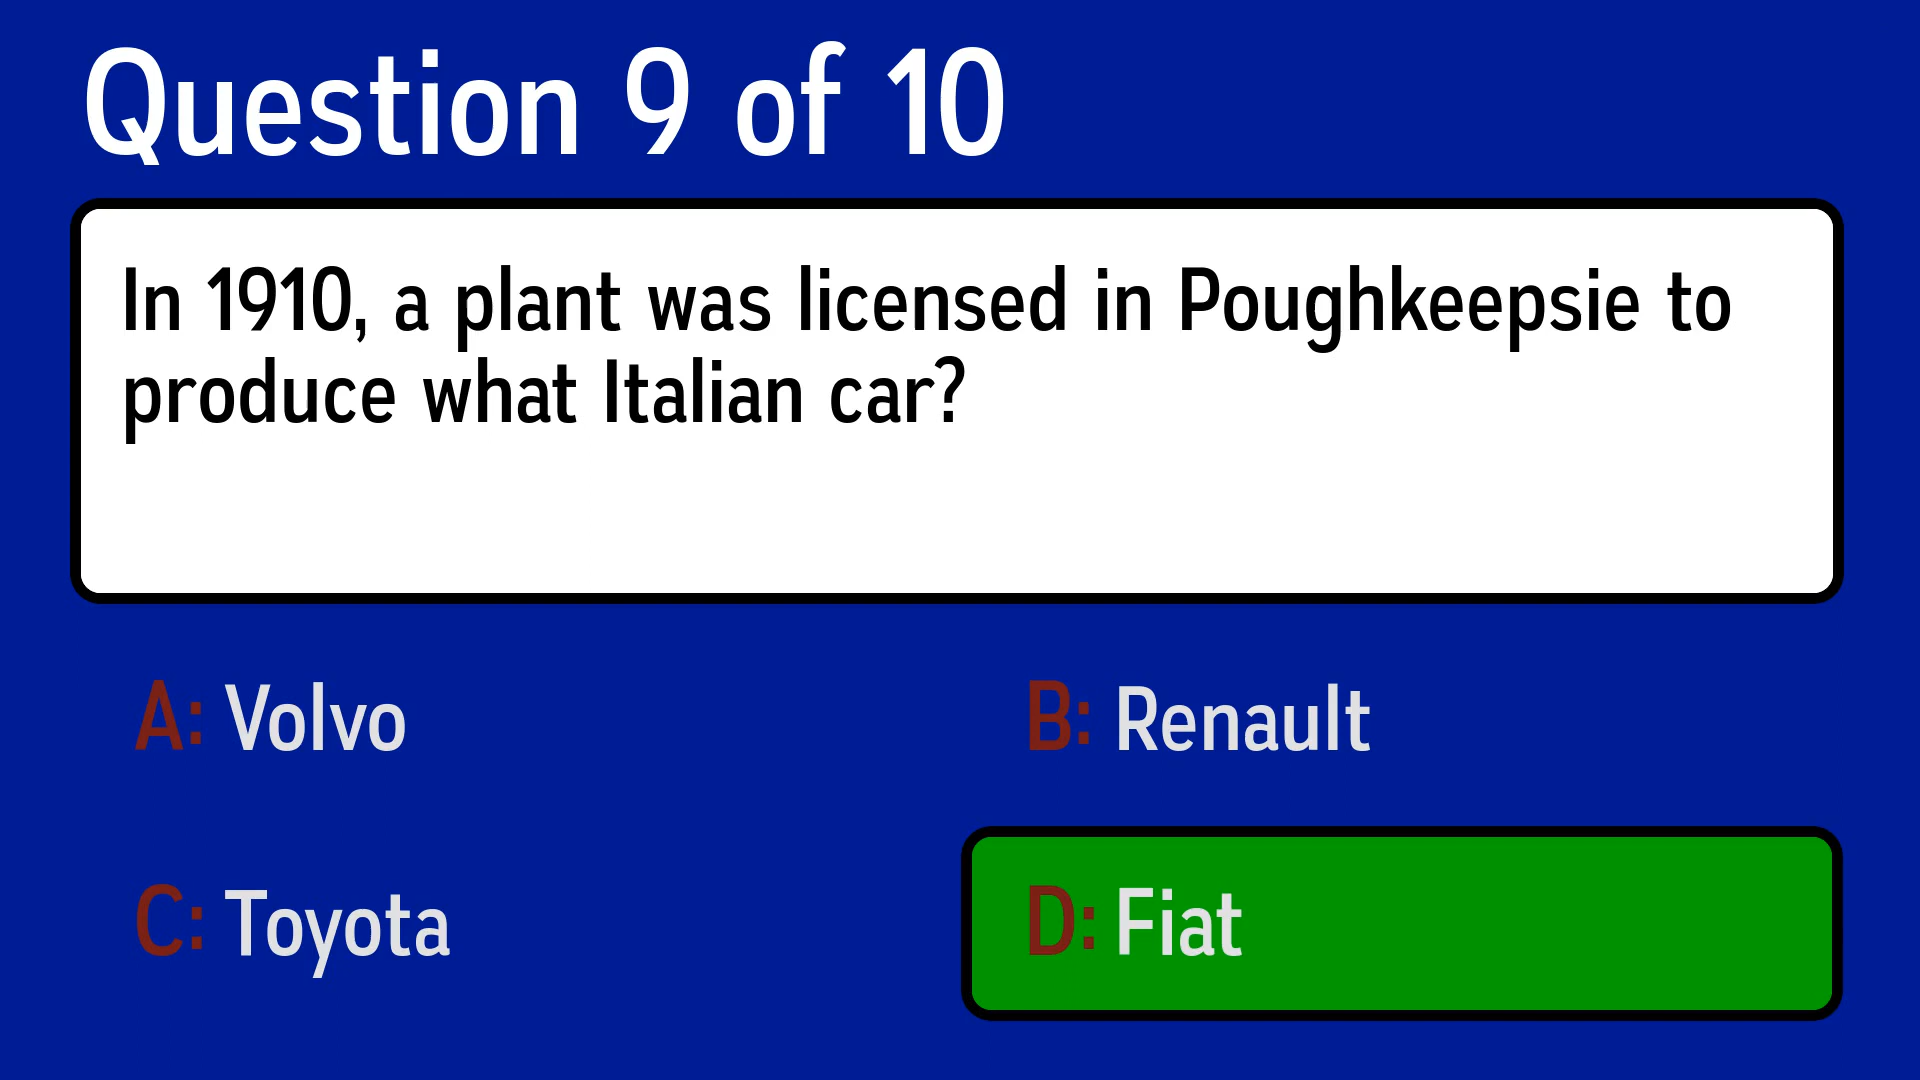 Question 9 of 10
In 1910, a plant was licensed in Poughkeepsie to
produce what Italian car?
A: Volvo
B: Renault
C: Toyota
D: Fiat